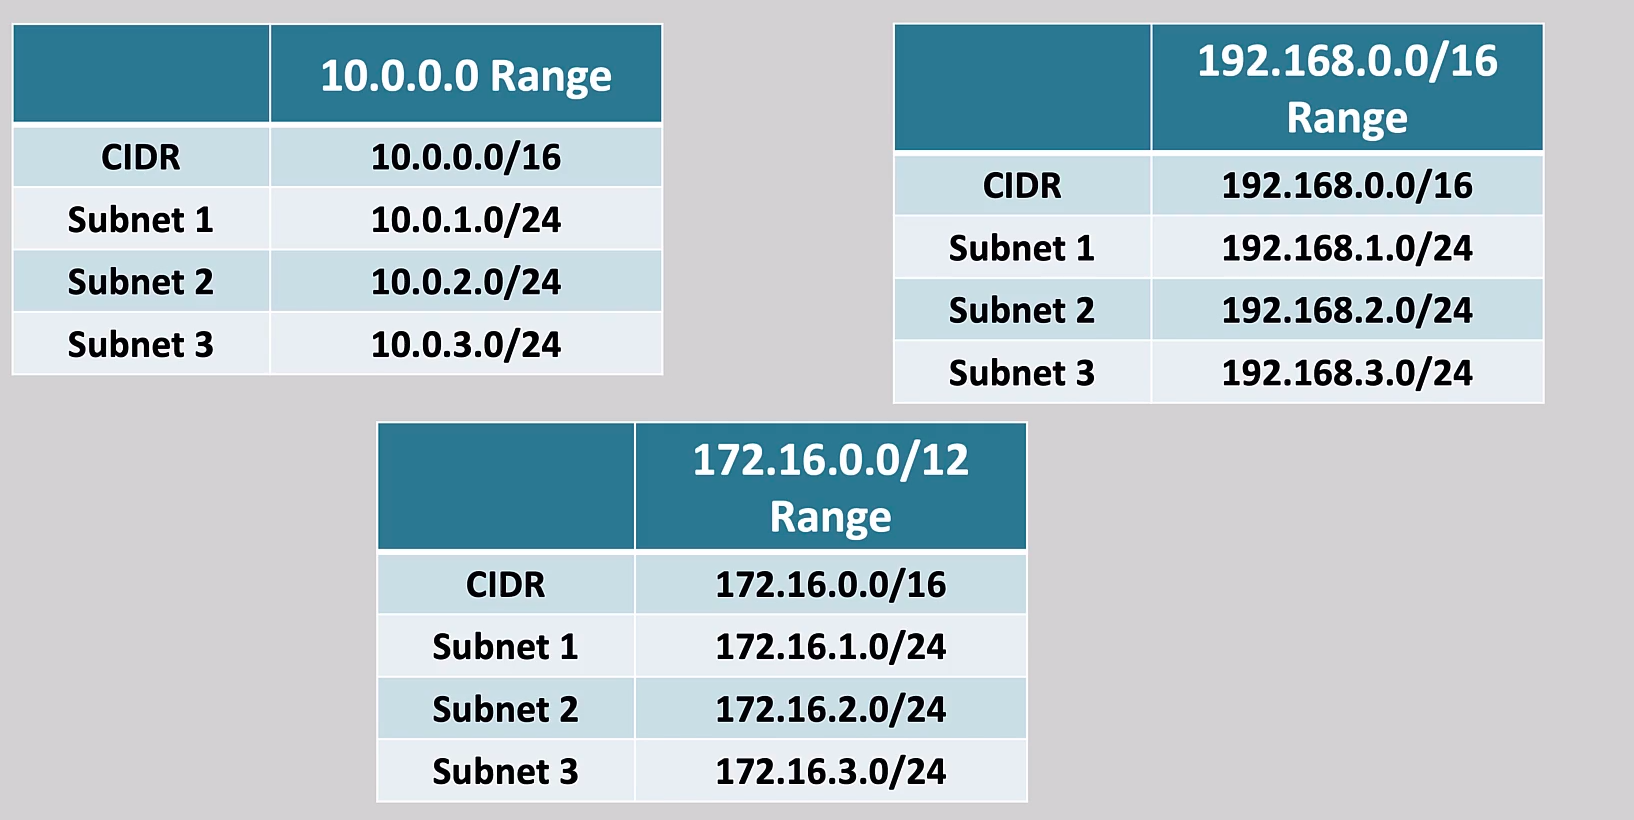 10.0.0.0 Range
CIDR 10.0.0.0/16
Subnet 1 10.0.1.0/24
Subnet 2 10.0.2.0/24
Subnet 3 10.0.3.0/24
192.168.0.0/16
Range
CIDR 192.168.0.0/16
Subnet 1 192.168.1.0/24
Subnet 2 192.168.2.0/24
Subnet 3 192.168.3.0/24
172.16.0.0/12
Range
CIDR 172.16.0.0/16
Subnet 1 172.16.1.0/24
Subnet 2 172.16.2.0/24
Subnet 3 172.16.3.0/24